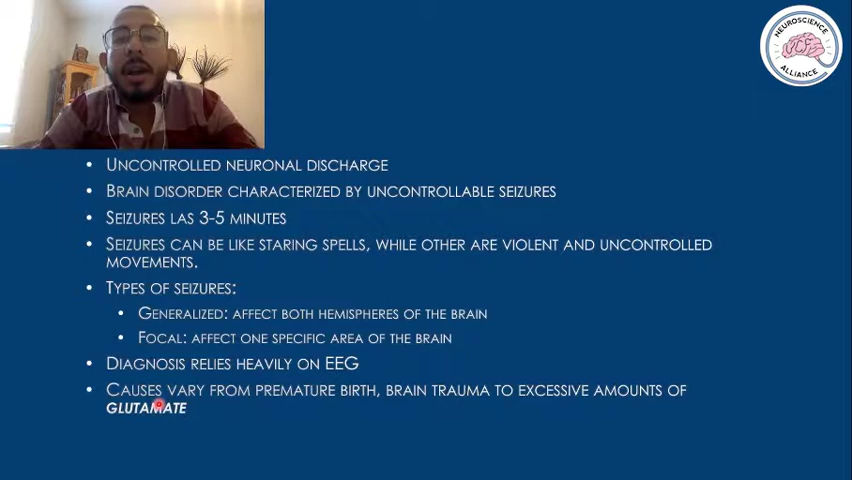 NEUROSCIENCE
UCF
ALLIANCE
• UNCONTROLLED NEURONAL DISCHARGE
• BRAIN DISORDER CHARACTERIZED BY UNCONTROLLABLE SEIZURES
• SEIZURES LAS 3-5 MINUTES
• SEIZURES CAN BE LIKE STARING SPELLS, WHILE OTHER ARE VIOLENT AND UNCONTROLLED
MOVEMENTS.
• TYPES OF SEIZURES:
• GENERALIZED: AFFECT BOTH HEMISPHERES OF THE BRAIN
• FOCAL: AFFECT ONE SPECIFIC AREA OF THE BRAIN
• DIAGNOSIS RELIES HEAVILY ON EEG
• CAUSES VARY FROM PREMATURE BIRTH, BRAIN TRAUMA TO EXCESSIVE AMOUNTS OF
GLUTAMATE